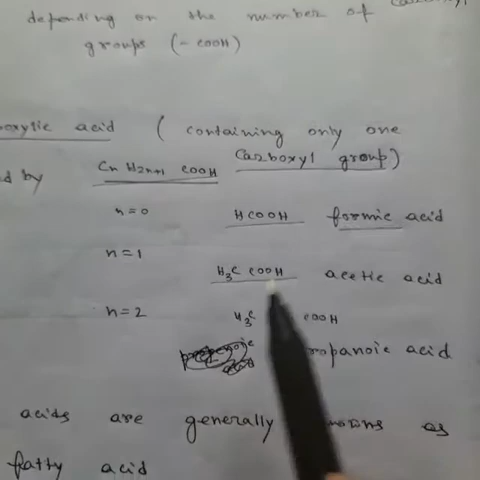 depending on the number of
groups (- COOH)
oxylic acid (containing only one
Carboxyl group)
d by CnH2n+1 COOH
n=0 HCOOH formic acid
n=1
H3C COOH acetic acid
n=2 H3C COOH
opanoic acid
acids are generally as
fatty acid